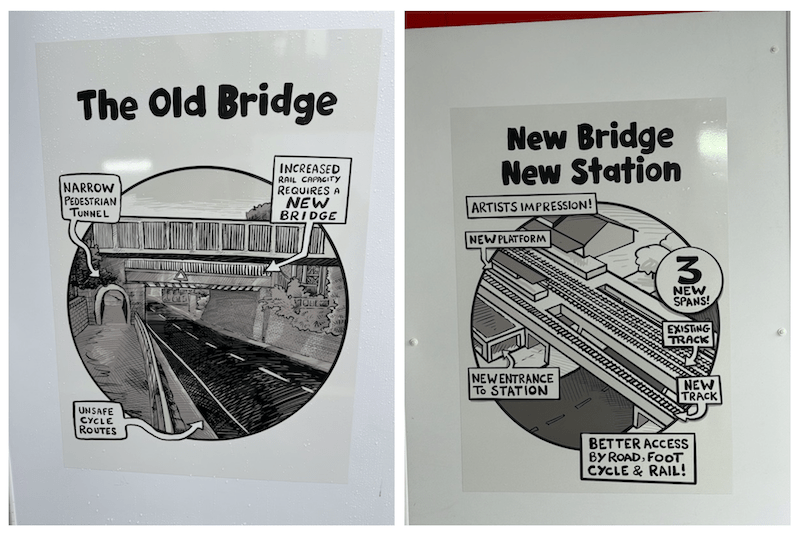 The Old Bridge
NARROW
PEDESTRIAN
TUNNEL
INCREASED
RAIL CAPACITY
REQUIRES A
NEW
BRIDGE
UNSAFE
CYCLE
ROUTES
New Bridge
New Station
ARTISTS IMPRESSION!
NEW PLATFORM
3
NEW
SPANS!
EXISTING
TRACK
NEW
TRACK
NEW ENTRANCE
TO STATION
BETTER ACCESS
BY ROAD, FOOT
CYCLE & RAIL!